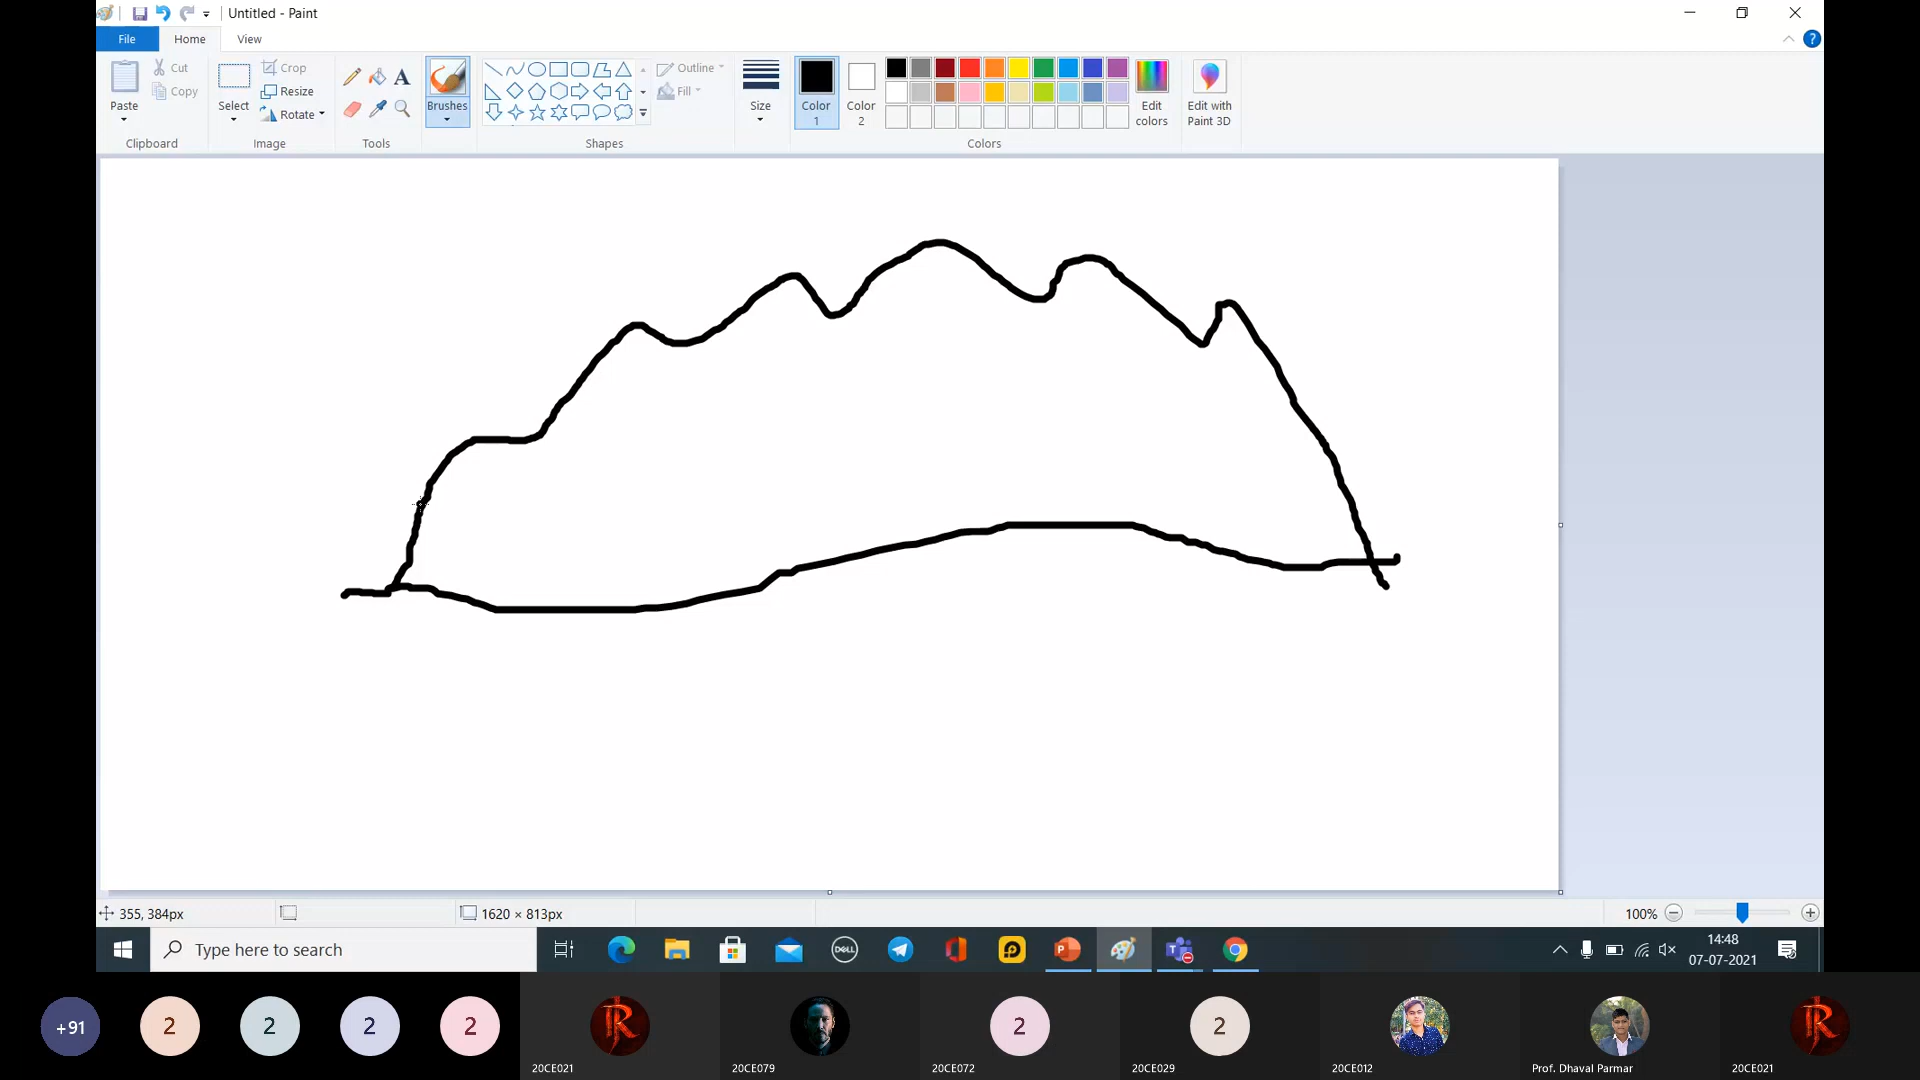 Untitled - Paint
File Home View
Paste
Cut
Copy
Clipboard
Select
Crop
Resize
Rotate
Image
Tools
Brushes
Outline
Fill
Shapes
Size
Color 1
Color 2
Edit colors
Colors
Edit with Paint 3D
355, 384px
1620 × 813px
100%
Type here to search
DELL
14:48
07-07-2021
+91 2 2 2 2 2 2
20CE021 20CE079 20CE072 20CE029 20CE012 Prof. Dhaval Parmar 20CE021